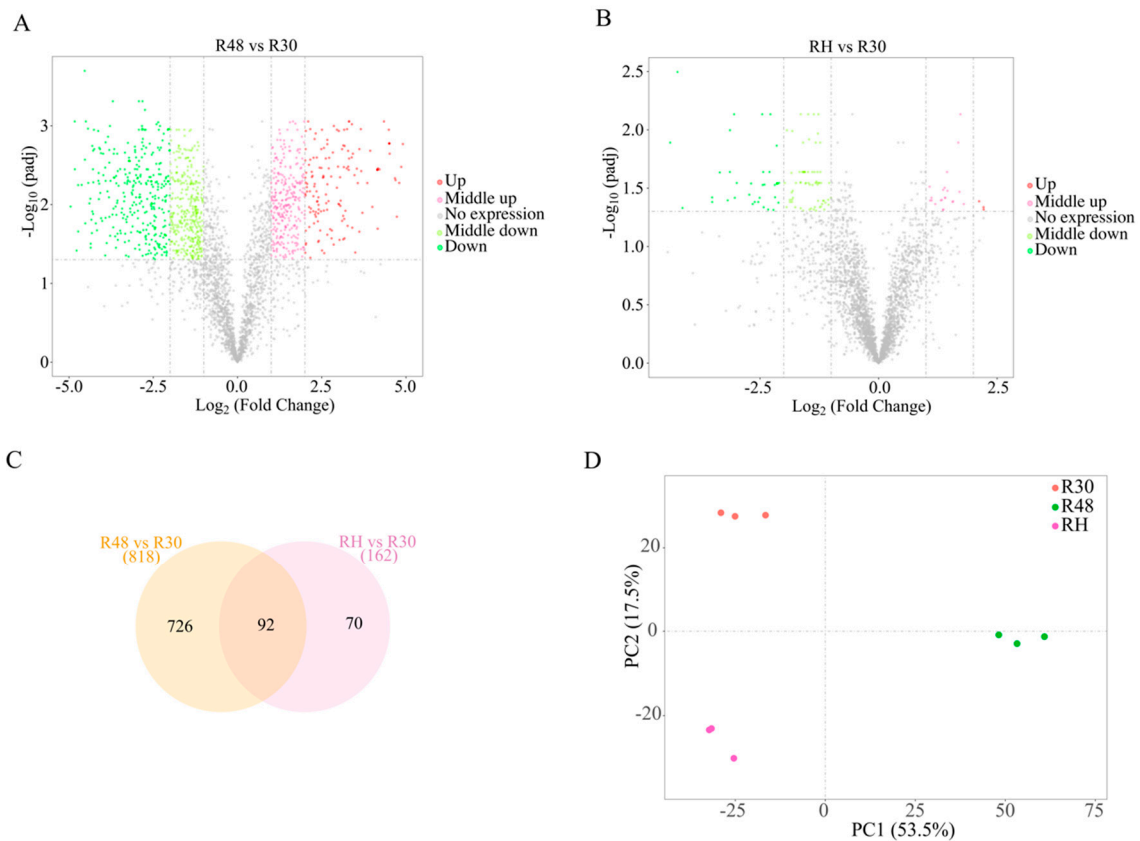 A
R48 vs R30
3
2
1
0
-Log10 (padj)
-5.0 -2.5 0.0 2.5 5.0
Log2 (Fold Change)
Up
Middle up
No expression
Middle down
Down
B
RH vs R30
2.5
2.0
1.5
1.0
0.5
0.0
-Log10 (padj)
-2.5 0.0 2.5
Log2 (Fold Change)
Up
Middle up
No expression
Middle down
Down
C
R48 vs R30
(818)
RH vs R30
(162)
726 92 70
D
R30
R48
RH
20
0
-20
PC2 (17.5%)
-25 0 25 50 75
PC1 (53.5%)